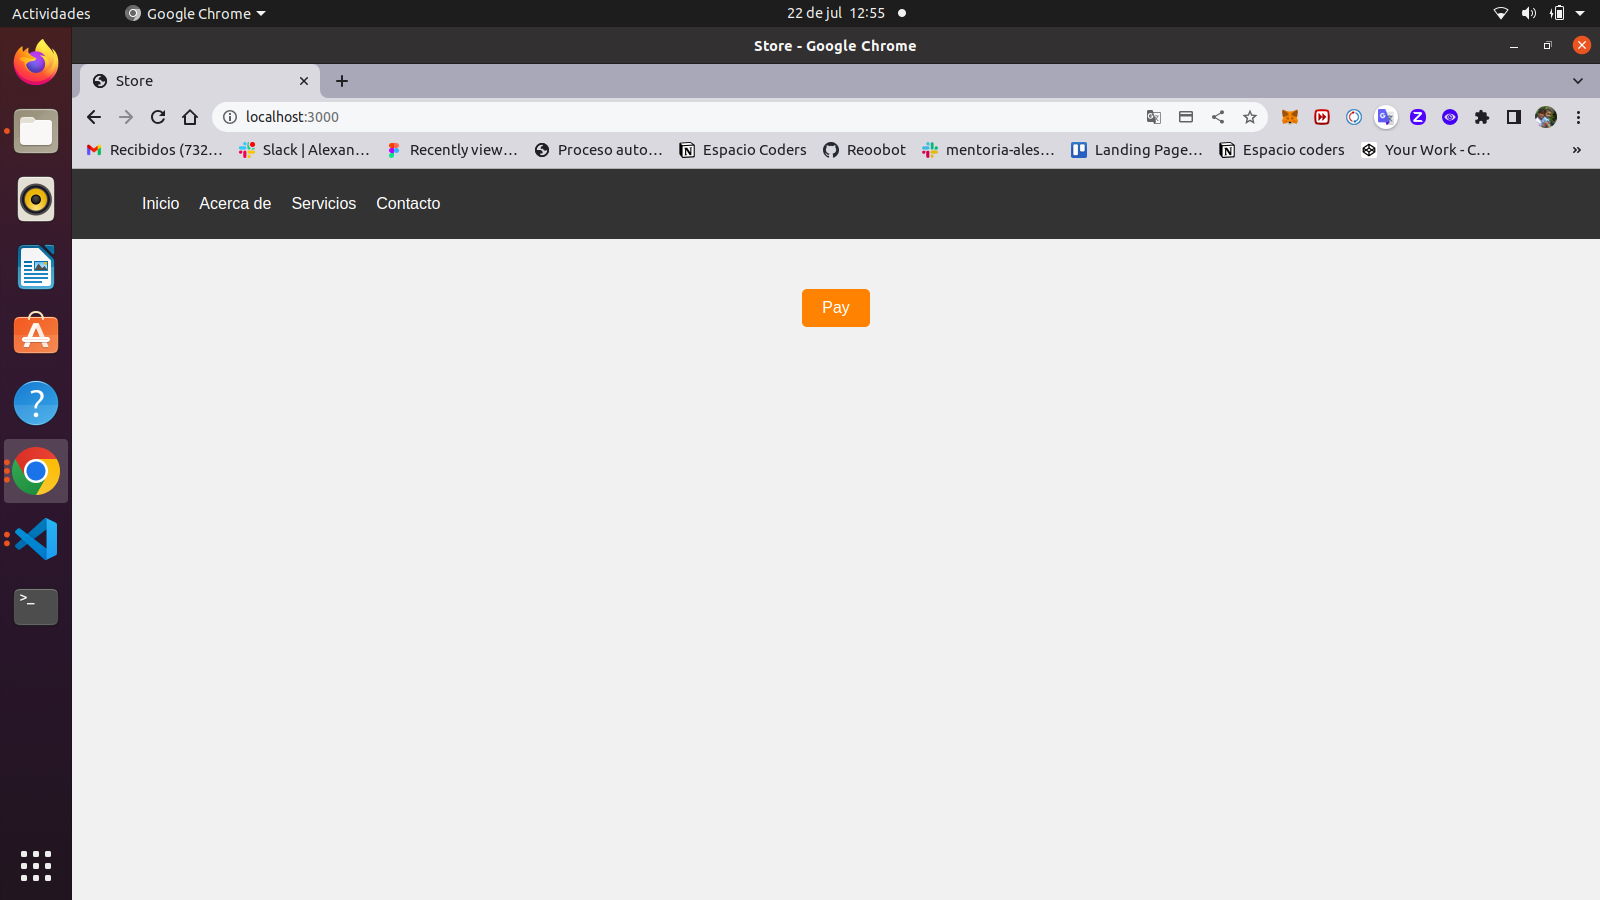 Actividades Google Chrome 22 de jul 12:55
Store - Google Chrome
Store
localhost:3000
Recibidos (732… Slack | Alexan… Recently view… Proceso auto… Espacio Coders Reoobot mentoria-ales… Landing Page… Espacio coders Your Work - C… »
Inicio Acerca de Servicios Contacto
Pay